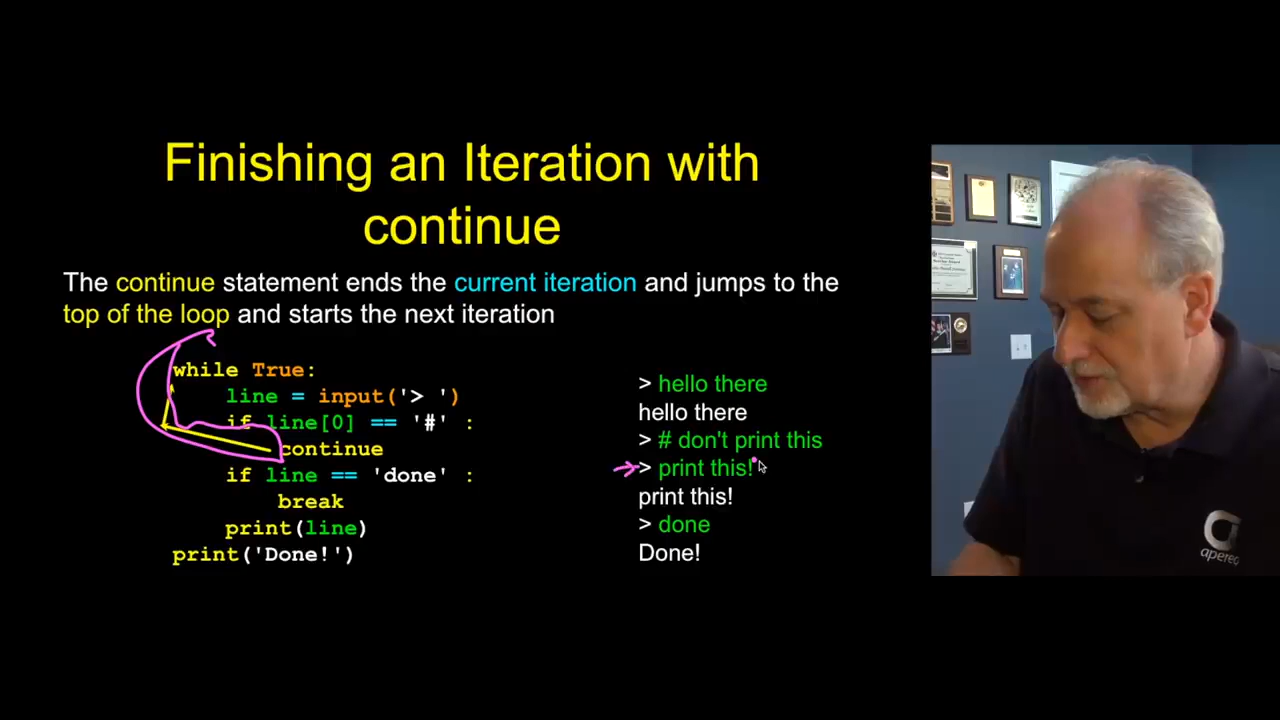 Finishing an Iteration with
continue
The continue statement ends the current iteration and jumps to the
top of the loop and starts the next iteration
while True:
    line = input('> ')
    if line[0] == '#' :
        continue
    if line == 'done' :
        break
    print(line)
print('Done!')
> hello there
hello there
> # don't print this
> print this!
print this!
> done
Done!